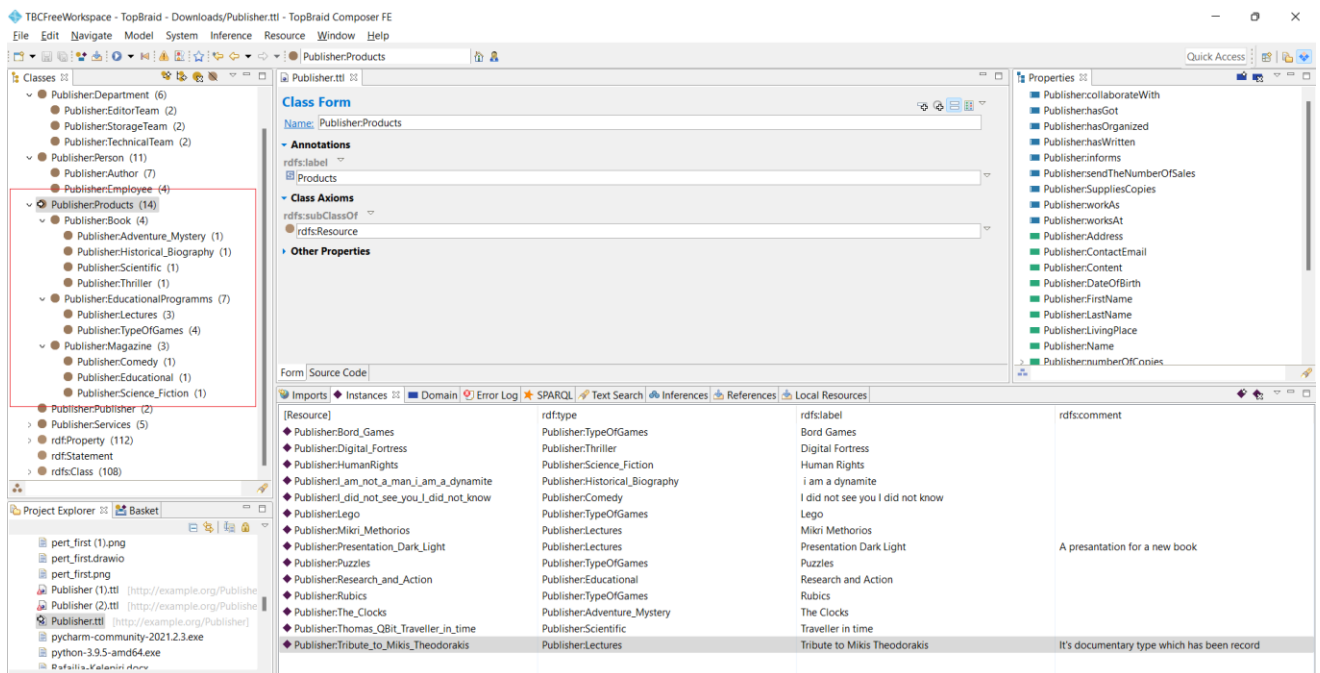 TBCFreeWorkspace - TopBraid - Downloads/Publisher.ttl - TopBraid Composer FE
File Edit Navigate Model System Inference Resource Window Help
Publisher:Products
Quick Access
Classes
Publisher:Department (6)
Publisher:EditorTeam (2)
Publisher:StorageTeam (2)
Publisher:TechnicalTeam (2)
Publisher:Person (11)
Publisher:Author (7)
Publisher:Employee (4)
Publisher:Products (14)
Publisher:Book (4)
Publisher:Adventure_Mystery (1)
Publisher:Historical_Biography (1)
Publisher:Scientific (1)
Publisher:Thriller (1)
Publisher:EducationalProgramms (7)
Publisher:Lectures (3)
Publisher:TypeOfGames (4)
Publisher:Magazine (3)
Publisher:Comedy (1)
Publisher:Educational (1)
Publisher:Science_Fiction (1)
Publisher:Publisher (2)
Publisher:Services (5)
rdf:Property (112)
rdf:Statement
rdfs:Class (108)
Publisher.ttl
Class Form
Name: Publisher:Products
Annotations
rdfs:label
Products
Class Axioms
rdfs:subClassOf
rdfs:Resource
Other Properties
Form Source Code
Properties
Publisher:collaborateWith
Publisher:hasGot
Publisher:hasOrganized
Publisher:hasWritten
Publisher:informs
Publisher:sendTheNumberOfSales
Publisher:SuppliesCopies
Publisher:workAs
Publisher:worksAt
Publisher:Address
Publisher:ContactEmail
Publisher:Content
Publisher:DateOfBirth
Publisher:FirstName
Publisher:LastName
Publisher:LivingPlace
Publisher:Name
Publisher:numberOfCopies
Project Explorer Basket
pert_first (1).png
pert_first.drawio
pert_first.png
Publisher (1).ttl [http://example.org/Publishe
Publisher (2).ttl [http://example.org/Publishe
Publisher.ttl [http://example.org/Publisher]
pycharm-community-2021.2.3.exe
python-3.9.5-amd64.exe
Rafailia-Keleniri.docx
Imports Instances Domain Error Log SPARQL Text Search Inferences References Local Resources
[Resource] rdf:type rdfs:label rdfs:comment
Publisher:Bord_Games Publisher:TypeOfGames Bord Games
Publisher:Digital_Fortress Publisher:Thriller Digital Fortress
Publisher:HumanRights Publisher:Science_Fiction Human Rights
Publisher:I_am_not_a_man_i_am_a_dynamite Publisher:Historical_Biography i am a dynamite
Publisher:I_did_not_see_you_I_did_not_know Publisher:Comedy I did not see you I did not know
Publisher:Lego Publisher:TypeOfGames Lego
Publisher:Mikri_Methorios Publisher:Lectures Mikri Methorios
Publisher:Presentation_Dark_Light Publisher:Lectures Presentation Dark Light A presantation for a new book
Publisher:Puzzles Publisher:TypeOfGames Puzzles
Publisher:Research_and_Action Publisher:Educational Research and Action
Publisher:Rubics Publisher:TypeOfGames Rubics
Publisher:The_Clocks Publisher:Adventure_Mystery The Clocks
Publisher:Thomas_QBit_Traveller_in_time Publisher:Scientific Traveller in time
Publisher:Tribute_to_Mikis_Theodorakis Publisher:Lectures Tribute to Mikis Theodorakis It's documentary type which has been record